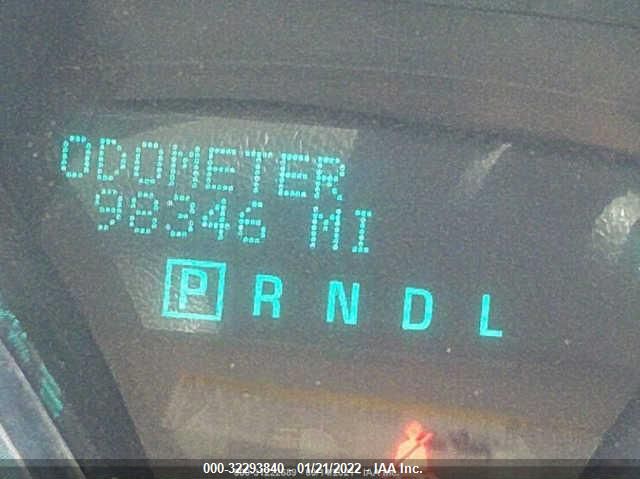 ODOMETER
98346 MI
P R N D L
000-32293840 - 01/21/2022 - IAA Inc.